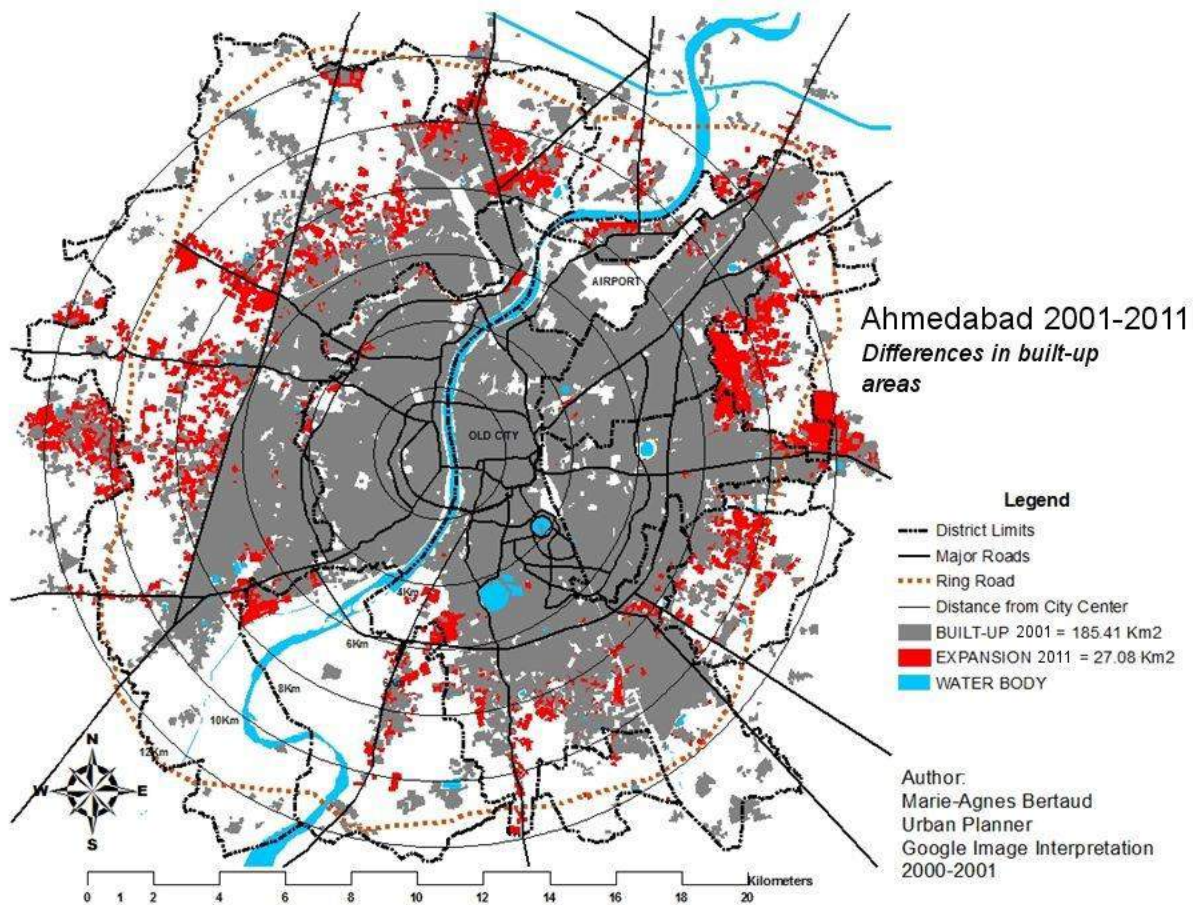 AIRPORT
Ahmedabad 2001-2011
Differences in built-up
areas
OLD CITY
Legend
District Limits
Major Roads
Ring Road
Distance from City Center
BUILT-UP 2001 = 185.41 Km2
EXPANSION 2011 = 27.08 Km2
WATER BODY
4Km
6Km
8Km
10Km
12Km
N
W E
S
Author:
Marie-Agnes Bertaud
Urban Planner
Google Image Interpretation
2000-2001
Kilometers
0 1 2 4 6 8 10 12 14 16 18 20